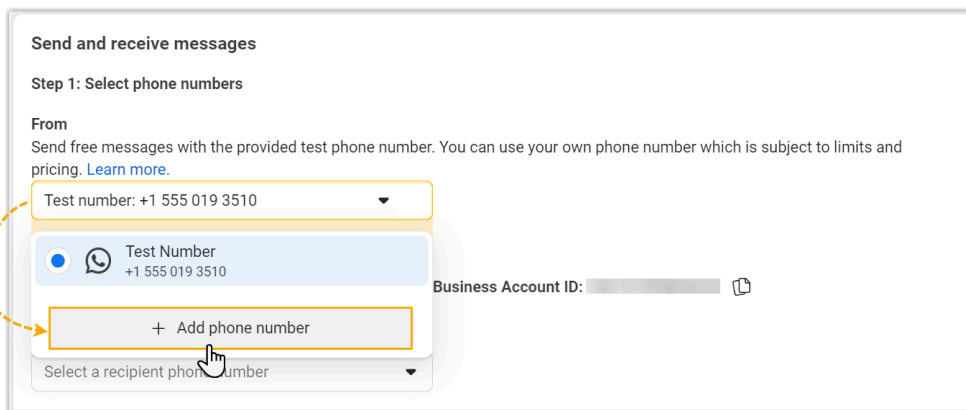 Send and receive messages
Step 1: Select phone numbers
From
Send free messages with the provided test phone number. You can use your own phone number which is subject to limits and
pricing. Learn more.
Test number: +1 555 019 3510
Test Number
+1 555 019 3510
Business Account ID:
+ Add phone number
Select a recipient phone number